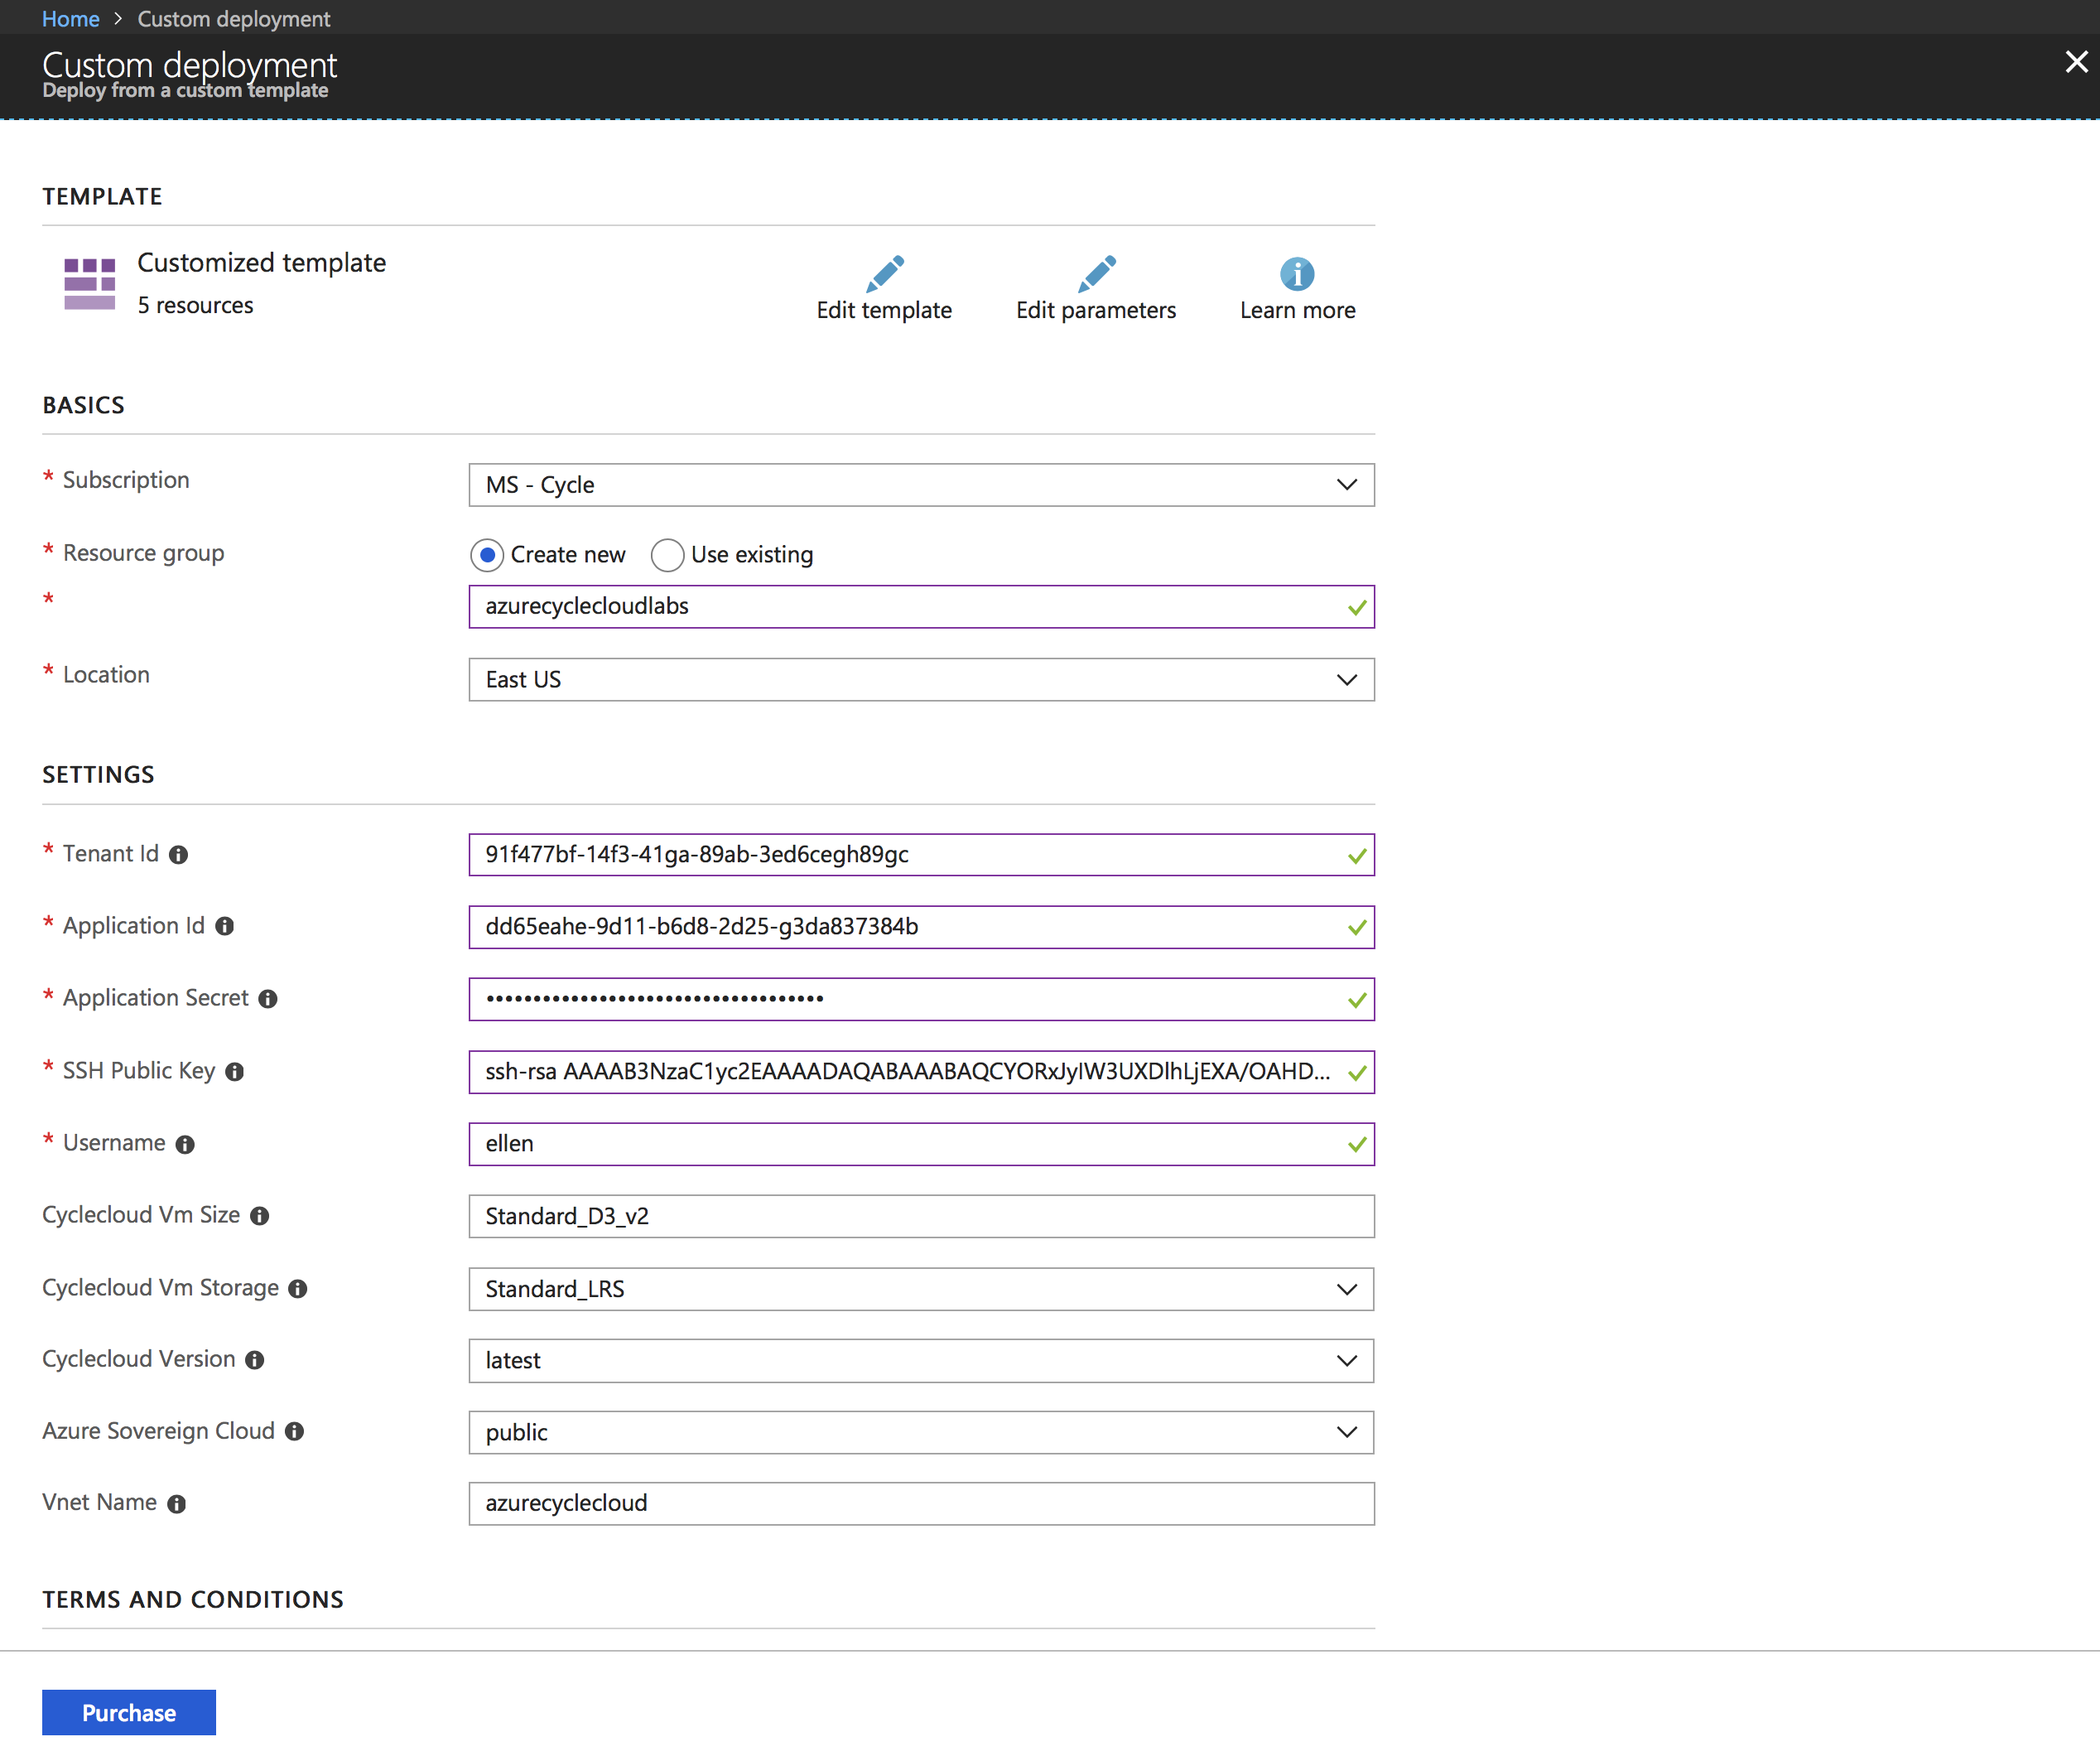 Home > Custom deployment
Custom deployment
Deploy from a custom template
TEMPLATE
Customized template
5 resources
Edit template
Edit parameters
Learn more
BASICS
* Subscription
MS - Cycle
* Resource group
Create new
Use existing
*
azurecyclecloudlabs
* Location
East US
SETTINGS
* Tenant Id
91f477bf-14f3-41ga-89ab-3ed6cegh89gc
* Application Id
dd65eahe-9d11-b6d8-2d25-g3da837384b
* Application Secret
••••••••••••••••••••••••••••••••••••
* SSH Public Key
ssh-rsa AAAAB3NzaC1yc2EAAAADAQABAAABAQCYORxJyIW3UXDlhLjEXA/OAHD...
* Username
ellen
Cyclecloud Vm Size
Standard_D3_v2
Cyclecloud Vm Storage
Standard_LRS
Cyclecloud Version
latest
Azure Sovereign Cloud
public
Vnet Name
azurecyclecloud
TERMS AND CONDITIONS
Purchase